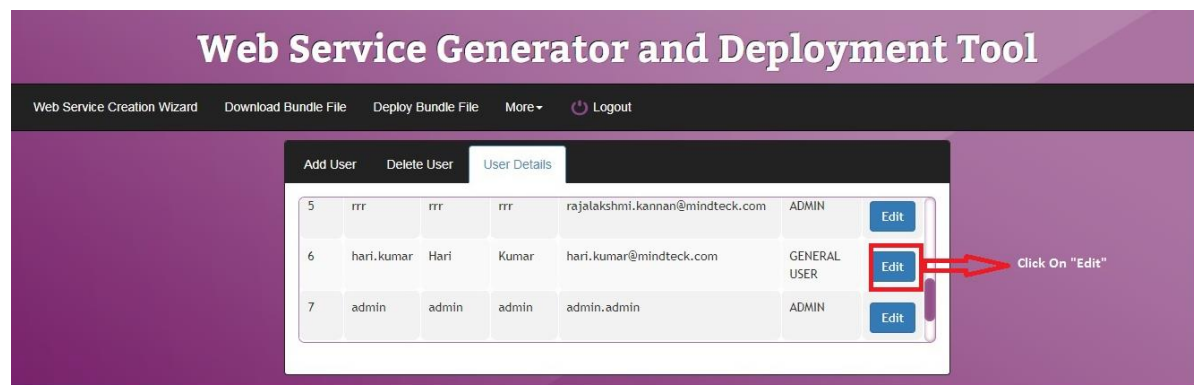 Web Service Generator and Deployment Tool
Web Service Creation Wizard Download Bundle File Deploy Bundle File More Logout
Add User Delete User User Details
5 rrr rrr rrr rajalakshmi.kannan@mindteck.com ADMIN Edit
6 hari.kumar Hari Kumar hari.kumar@mindteck.com GENERAL Edit Click On "Edit"
USER
7 admin admin admin admin.admin ADMIN Edit